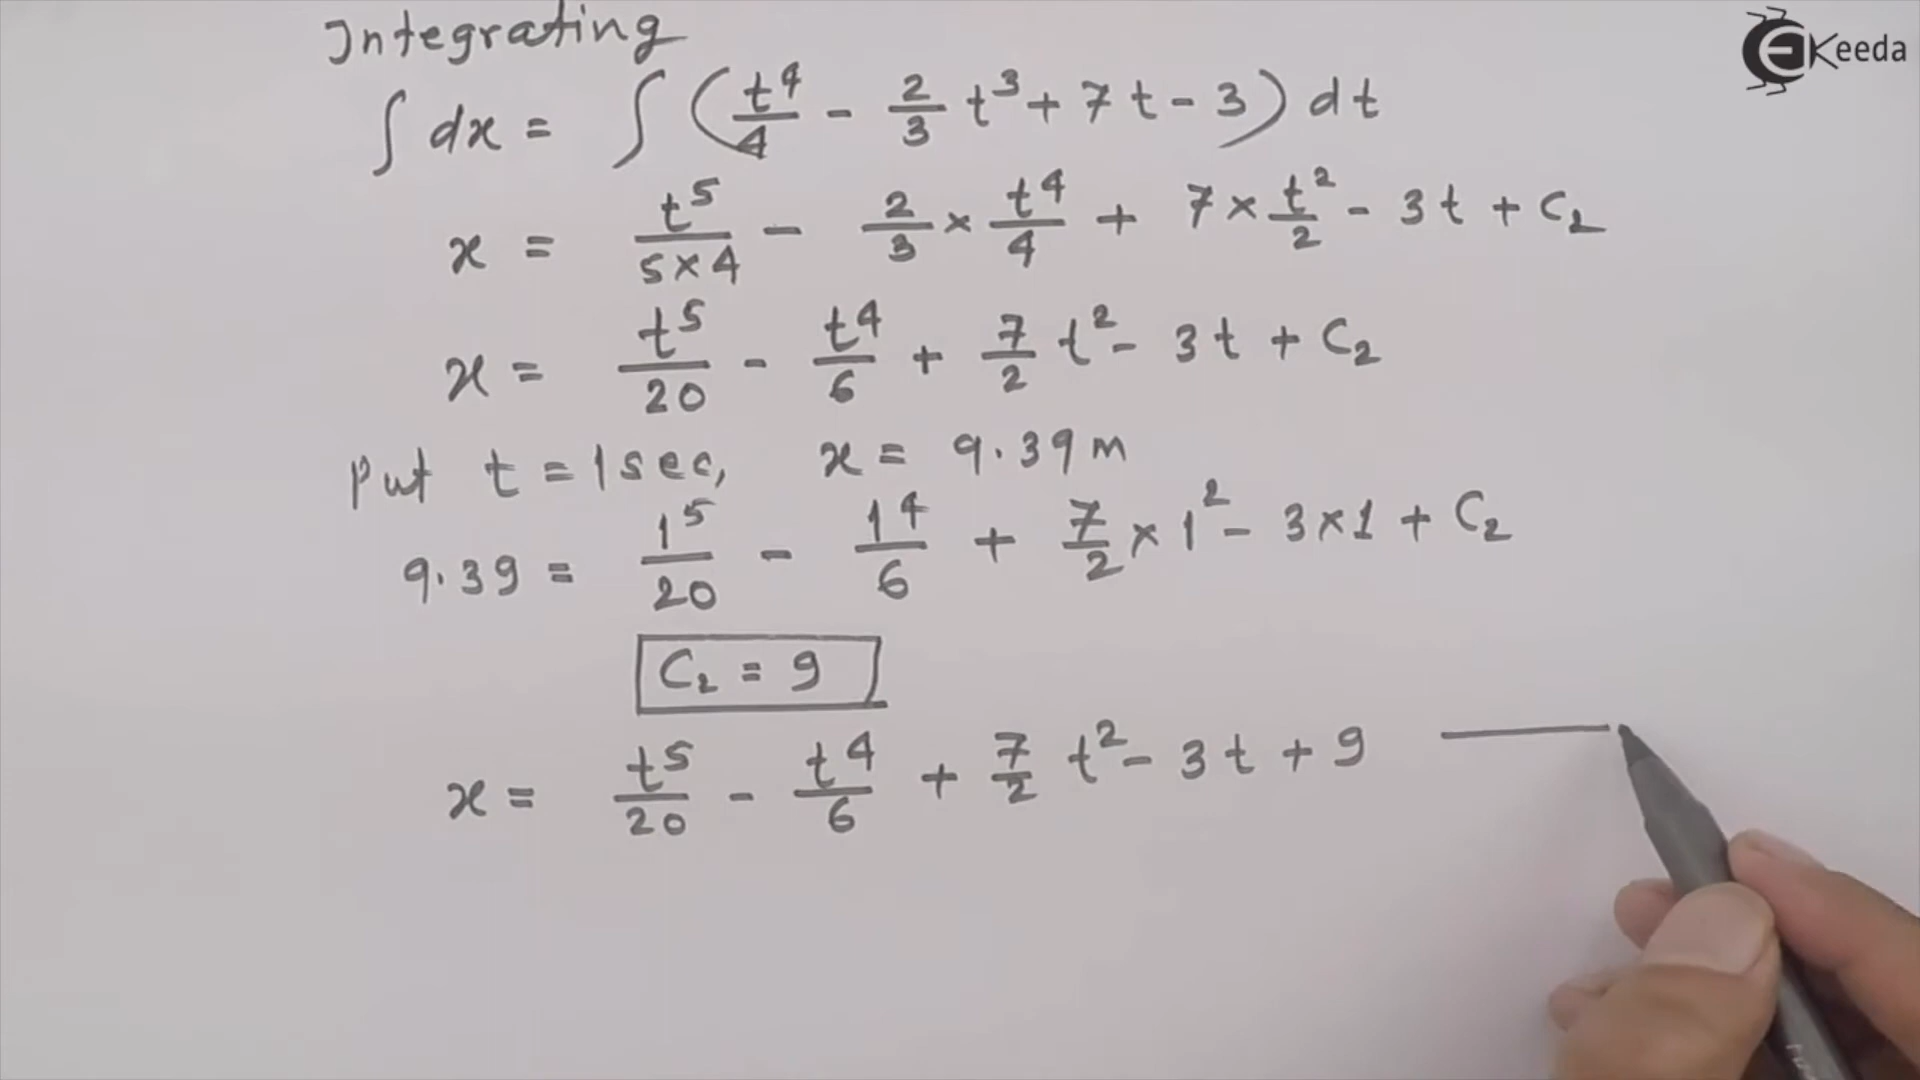 Integrating
EKeeda
∫ dx = ∫ (t⁴/4 - 2/3 t³ + 7t - 3) dt
x = t⁵/(5×4) - 2/3 × t⁴/4 + 7 × t²/2 - 3t + C₂
x = t⁵/20 - t⁴/6 + 7/2 t² - 3t + C₂
Put t = 1 sec, x = 9.39 m
9.39 = 1⁵/20 - 1⁴/6 + 7/2 × 1² - 3×1 + C₂
C₂ = 9
x = t⁵/20 - t⁴/6 + 7/2 t² - 3t + 9